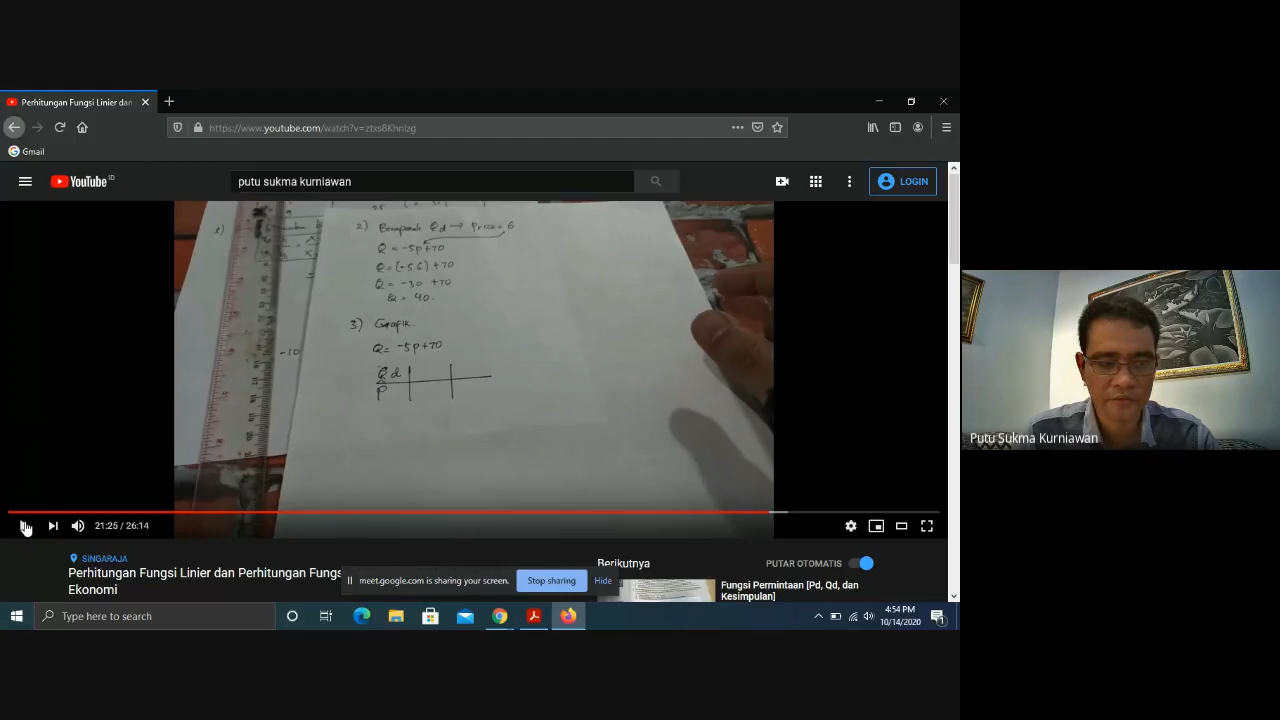 Perhitungan Fungsi Linier dan
https://www.youtube.com/watch?v=ztxs8Khnlzg
Gmail
YouTube ID
putu sukma kurniawan
LOGIN
2) Qd → Price = 6
Q = -5p+70
Q = (-5.6) + 70
Q = -30 + 70
Q = 40.
3) Grafik
-10
Q = -5p+70
Qd
P
21:25 / 26:14
SINGARAJA
Perhitungan Fungsi Linier dan Perhitungan Fungs
Ekonomi
Berikutnya
PUTAR OTOMATIS
Fungsi Permintaan [Pd, Qd, dan
Kesimpulan]
meet.google.com is sharing your screen.
Stop sharing
Hide
Type here to search
4:54 PM
10/14/2020
1
Putu Sukma Kurniawan